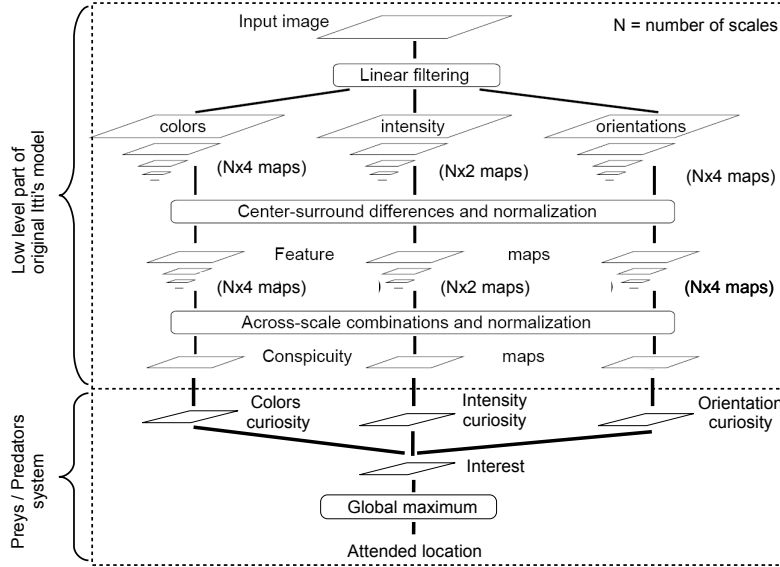 Input image
N = number of scales
Linear filtering
colors
intensity
orientations
(Nx4 maps)
(Nx2 maps)
(Nx4 maps)
Center-surround differences and normalization
Feature
maps
(Nx4 maps)
(Nx2 maps)
(Nx4 maps)
Across-scale combinations and normalization
Conspicuity
maps
Low level part of
original Itti's model
Colors
curiosity
Intensity
curiosity
Orientation
curiosity
Interest
Global maximum
Attended location
Preys / Predators
system